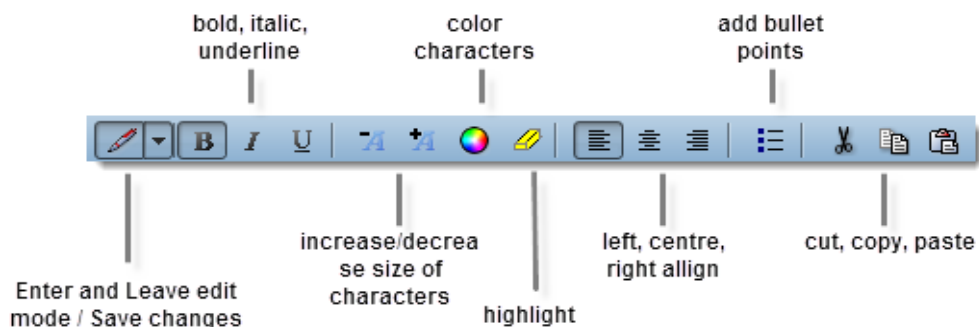 bold, italic,
underline
color
characters
add bullet
points
B I U -A +A
increase/decrea
se size of
characters
left, centre,
right allign
cut, copy, paste
Enter and Leave edit
mode / Save changes
highlight